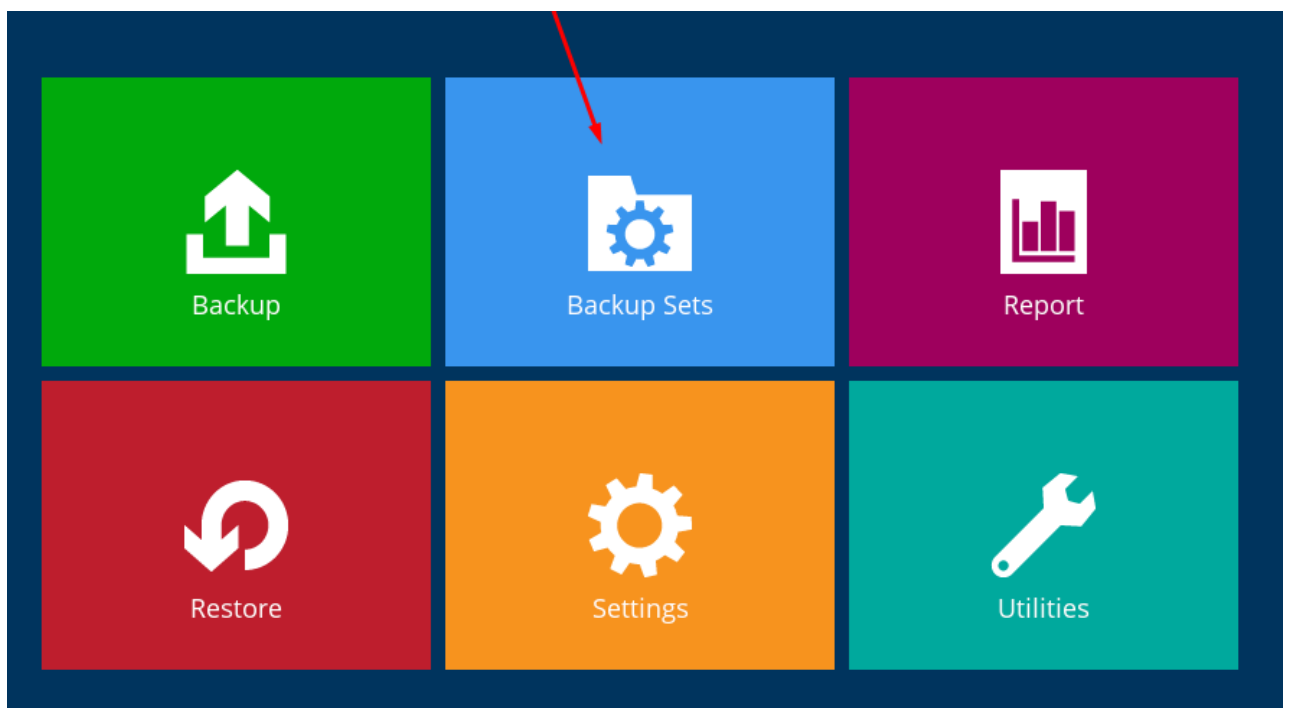 Backup
Backup Sets
Report
Restore
Settings
Utilities